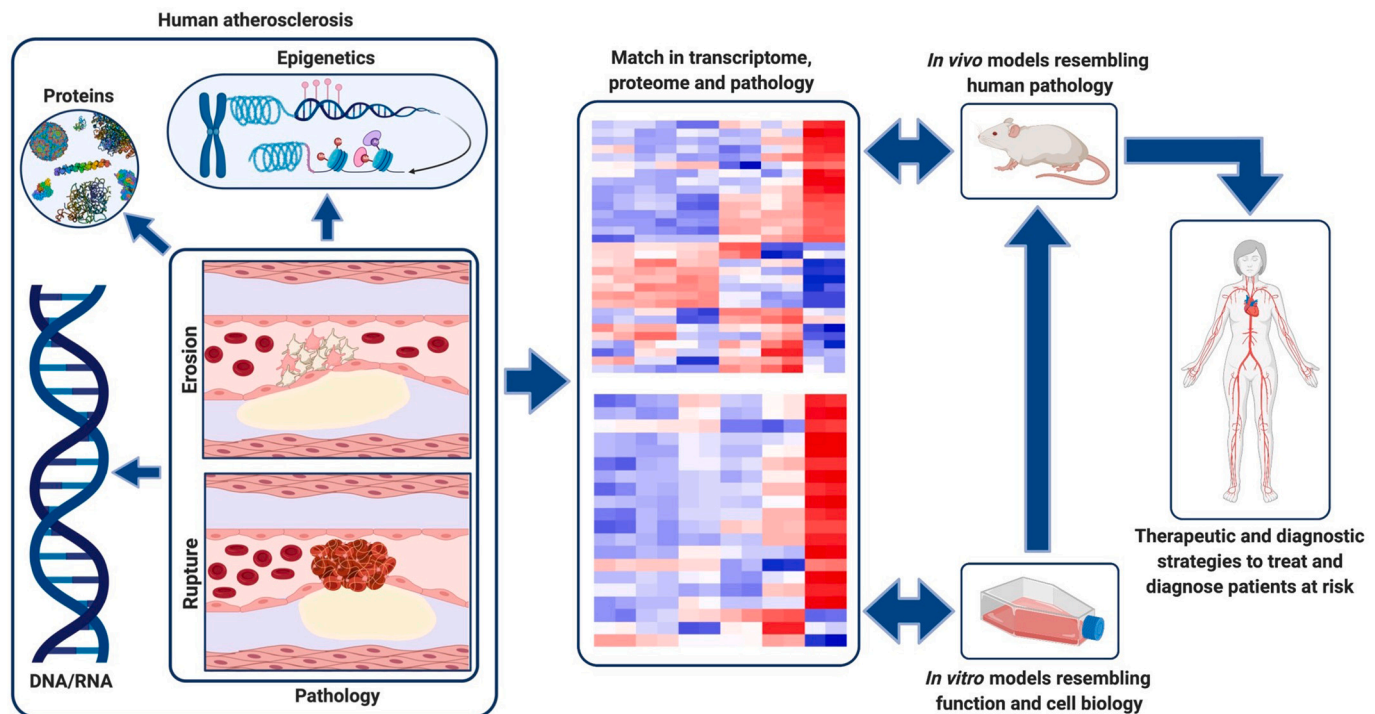 Human atherosclerosis
Epigenetics
Proteins
Erosion
Rupture
DNA/RNA
Pathology
Match in transcriptome,
proteome and pathology
In vivo models resembling
human pathology
In vitro models resembling
function and cell biology
Therapeutic and diagnostic
strategies to treat and
diagnose patients at risk